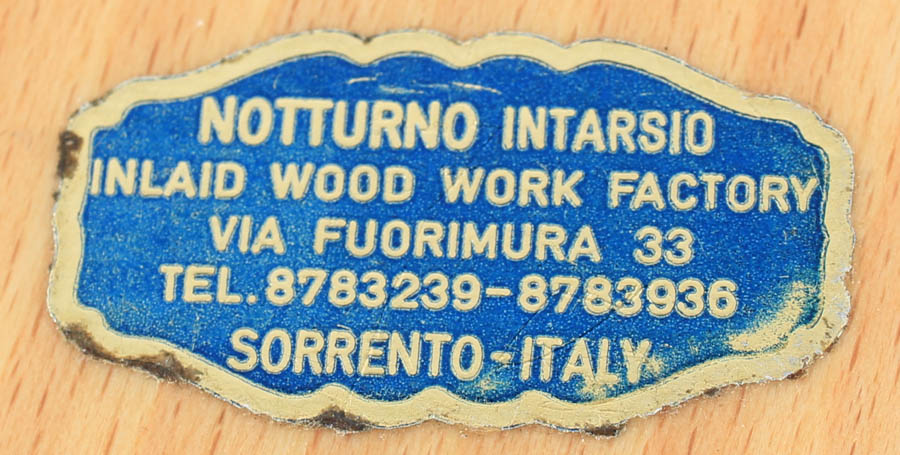 NOTTURNO INTARSIO
INLAID WOOD WORK FACTORY
VIA FUORIMURA 33
TEL. 8783239-8783936
SORRENTO-ITALY